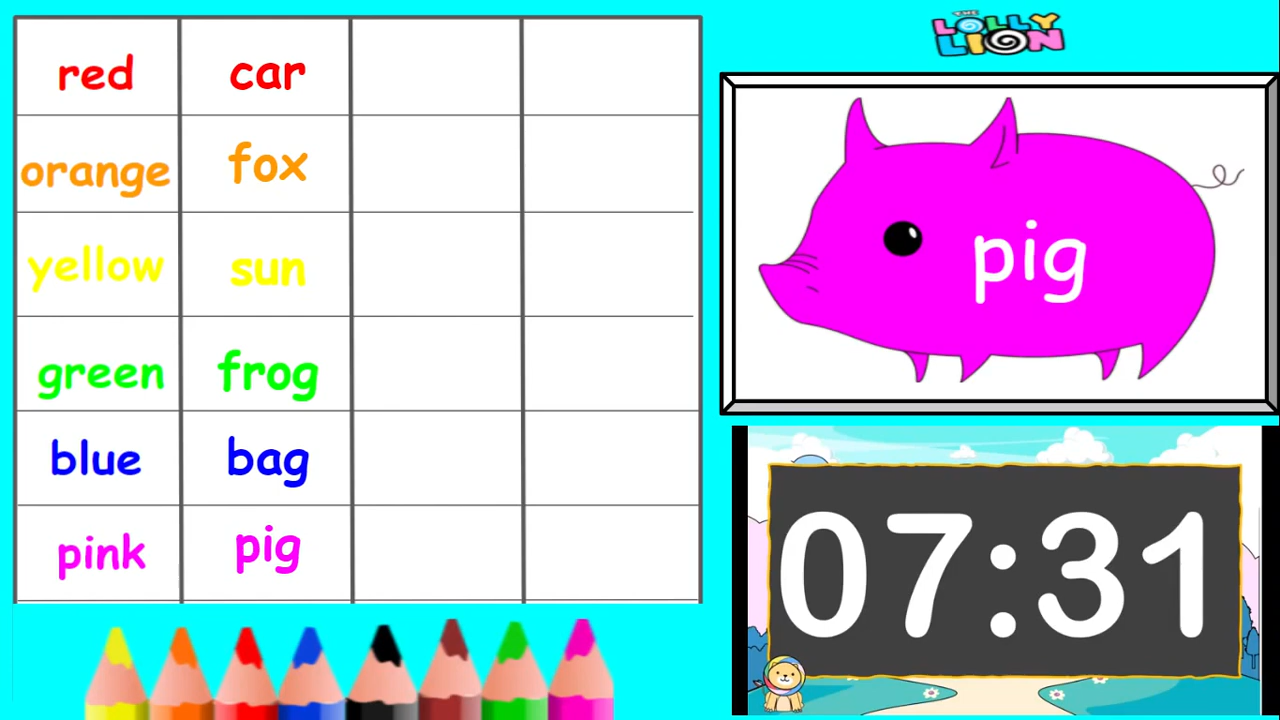 red car
orange fox
yellow sun
green frog
blue bag
pink pig
THE
LOLLY
LION
pig
07:31